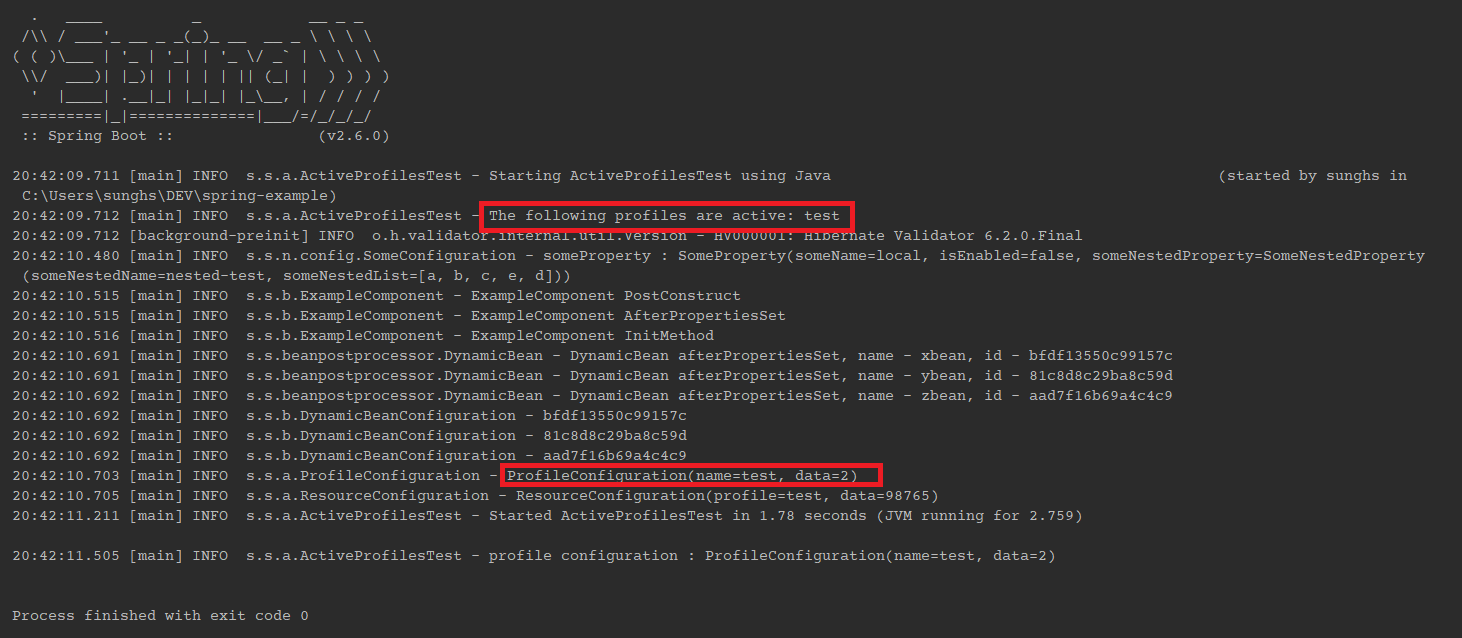 .   ____          _            __ _ _
 /\\ / ___'_ __ _ _(_)_ __  __ _ \ \ \ \
( ( )\___ | '_ | '_| | '_ \/ _` | \ \ \ \
 \\/  ___)| |_)| | | | | || (_| |  ) ) ) )
  '  |____| .__|_| |_|_| |_\__, | / / / /
 =========|_|==============|___/=/_/_/_/
 :: Spring Boot ::                (v2.6.0)
20:42:09.711 [main] INFO  s.s.a.ActiveProfilesTest - Starting ActiveProfilesTest using Java (started by sunghs in
C:\Users\sunghs\DEV\spring-example)
20:42:09.712 [main] INFO  s.s.a.ActiveProfilesTest - The following profiles are active: test
20:42:09.712 [background-preinit] INFO  o.h.validator.internal.util.Version - HV000001: Hibernate Validator 6.2.0.Final
20:42:10.480 [main] INFO  s.s.n.config.SomeConfiguration - someProperty : SomeProperty(someName=local, isEnabled=false, someNestedProperty=SomeNestedProperty
(someNestedName=nested-test, someNestedList=[a, b, c, e, d]))
20:42:10.515 [main] INFO  s.s.b.ExampleComponent - ExampleComponent PostConstruct
20:42:10.515 [main] INFO  s.s.b.ExampleComponent - ExampleComponent AfterPropertiesSet
20:42:10.516 [main] INFO  s.s.b.ExampleComponent - ExampleComponent InitMethod
20:42:10.691 [main] INFO  s.s.beanpostprocessor.DynamicBean - DynamicBean afterPropertiesSet, name - xbean, id - bfdf13550c99157c
20:42:10.691 [main] INFO  s.s.beanpostprocessor.DynamicBean - DynamicBean afterPropertiesSet, name - ybean, id - 81c8d8c29ba8c59d
20:42:10.692 [main] INFO  s.s.beanpostprocessor.DynamicBean - DynamicBean afterPropertiesSet, name - zbean, id - aad7f16b69a4c4c9
20:42:10.692 [main] INFO  s.s.b.DynamicBeanConfiguration - bfdf13550c99157c
20:42:10.692 [main] INFO  s.s.b.DynamicBeanConfiguration - 81c8d8c29ba8c59d
20:42:10.692 [main] INFO  s.s.b.DynamicBeanConfiguration - aad7f16b69a4c4c9
20:42:10.703 [main] INFO  s.s.a.ProfileConfiguration - ProfileConfiguration(name=test, data=2)
20:42:10.705 [main] INFO  s.s.a.ResourceConfiguration - ResourceConfiguration(profile=test, data=98765)
20:42:11.211 [main] INFO  s.s.a.ActiveProfilesTest - Started ActiveProfilesTest in 1.78 seconds (JVM running for 2.759)
20:42:11.505 [main] INFO  s.s.a.ActiveProfilesTest - profile configuration : ProfileConfiguration(name=test, data=2)
Process finished with exit code 0